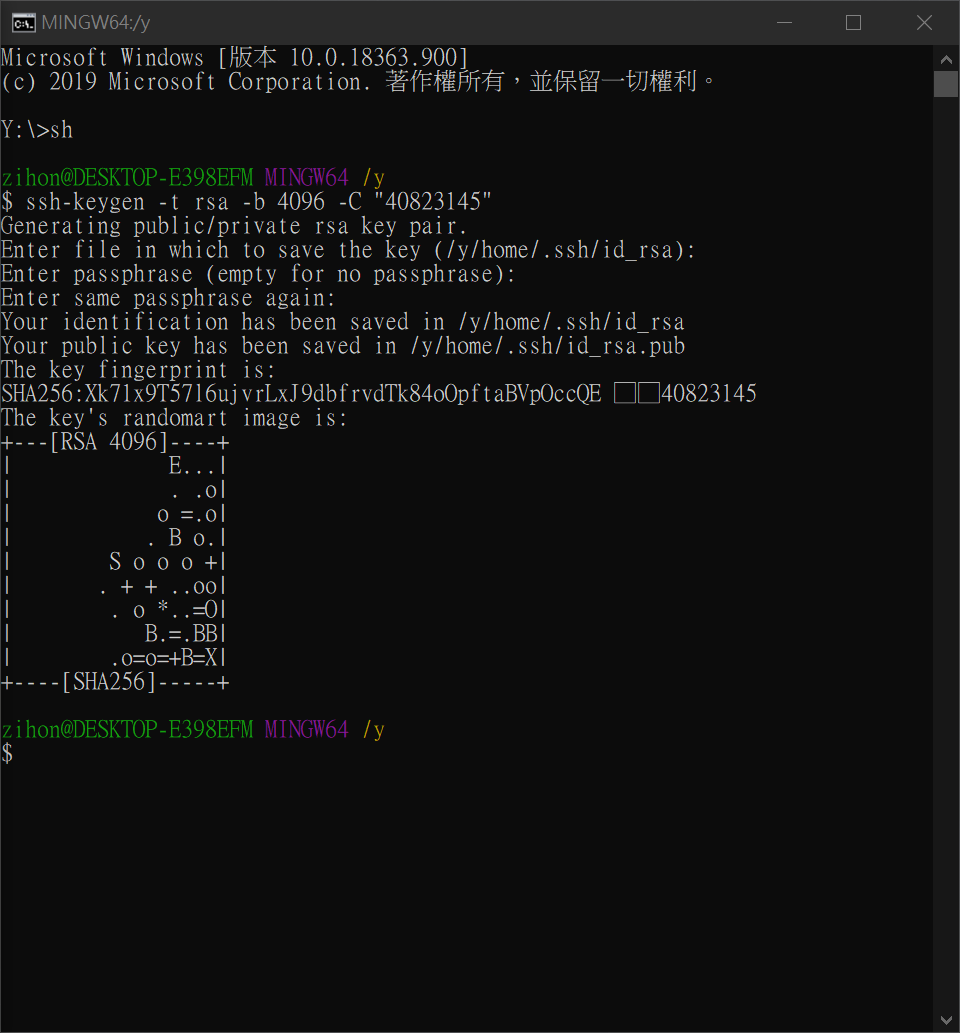 MINGW64:/y
Microsoft Windows [版本 10.0.18363.900]
(c) 2019 Microsoft Corporation. 著作權所有，並保留一切權利。
Y:\>sh
zihon@DESKTOP-E398EFM MINGW64 /y
$ ssh-keygen -t rsa -b 4096 -C "40823145"
Generating public/private rsa key pair.
Enter file in which to save the key (/y/home/.ssh/id_rsa):
Enter passphrase (empty for no passphrase):
Enter same passphrase again:
Your identification has been saved in /y/home/.ssh/id_rsa
Your public key has been saved in /y/home/.ssh/id_rsa.pub
The key fingerprint is:
SHA256:Xk7lx9T57l6ujvrLxJ9dbfrvdTk84oOpftaBVpOccQE □□40823145
The key's randomart image is:
+---[RSA 4096]----+
|             E...|
|             . .o|
|            o =.o|
|           . B o.|
|        S o o o +|
|       . + + ..oo|
|        . o *..=O|
|           B.=.BB|
|        .o=o=+B=X|
+----[SHA256]-----+
zihon@DESKTOP-E398EFM MINGW64 /y
$